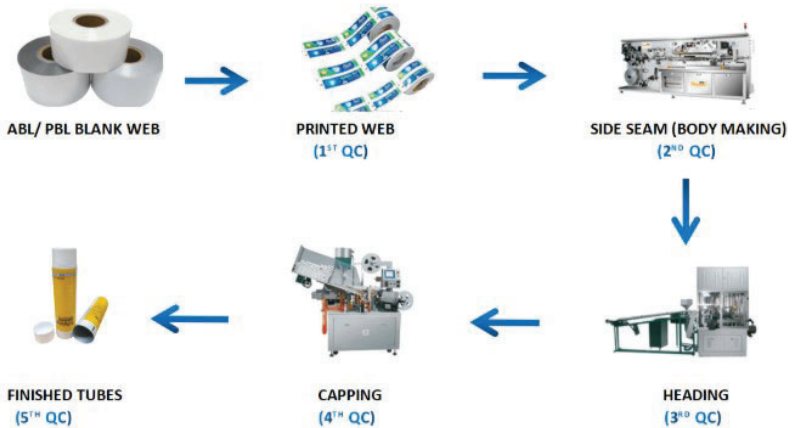 ABL/ PBL BLANK WEB
PRINTED WEB
(1ST QC)
SIDE SEAM (BODY MAKING)
(2ND QC)
FINISHED TUBES
(5TH QC)
CAPPING
(4TH QC)
HEADING
(3RD QC)